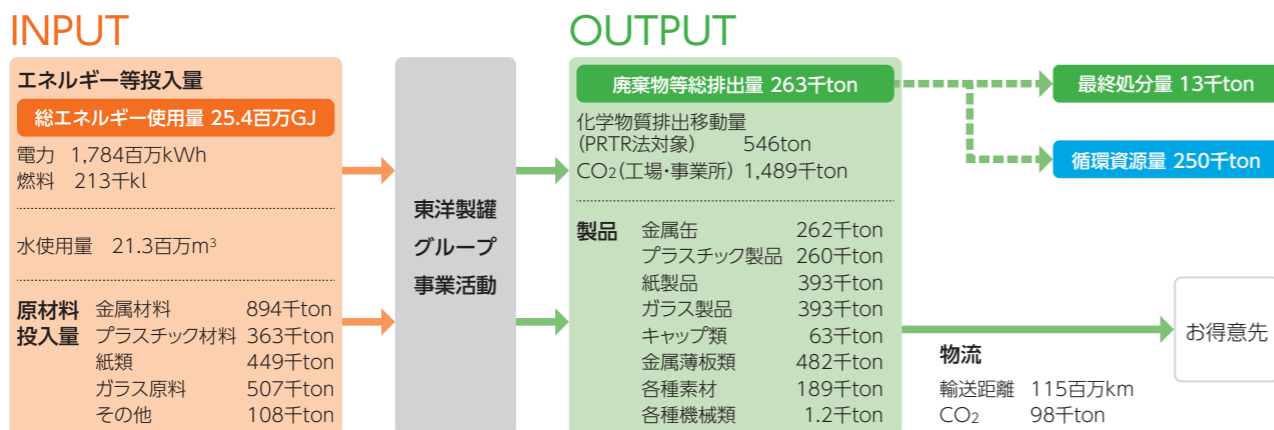 INPUT
エネルギー等投入量
総エネルギー使用量 25.4百万GJ
電力 1,784百万kWh
燃料 213千kl
水使用量 21.3百万m³
原材料 金属材料 894千ton
投入量 プラスチック材料 363千ton
紙類 449千ton
ガラス原料 507千ton
その他 108千ton
東洋製罐
グループ
事業活動
OUTPUT
廃棄物等総排出量 263千ton
化学物質排出移動量
(PRTR法対象) 546ton
CO₂(工場・事業所) 1,489千ton
製品 金属缶 262千ton
プラスチック製品 260千ton
紙製品 393千ton
ガラス製品 393千ton
キャップ類 63千ton
金属薄板類 482千ton
各種素材 189千ton
各種機械類 1.2千ton
最終処分量 13千ton
循環資源量 250千ton
物流
輸送距離 115百万km
CO₂ 98千ton
お得意先